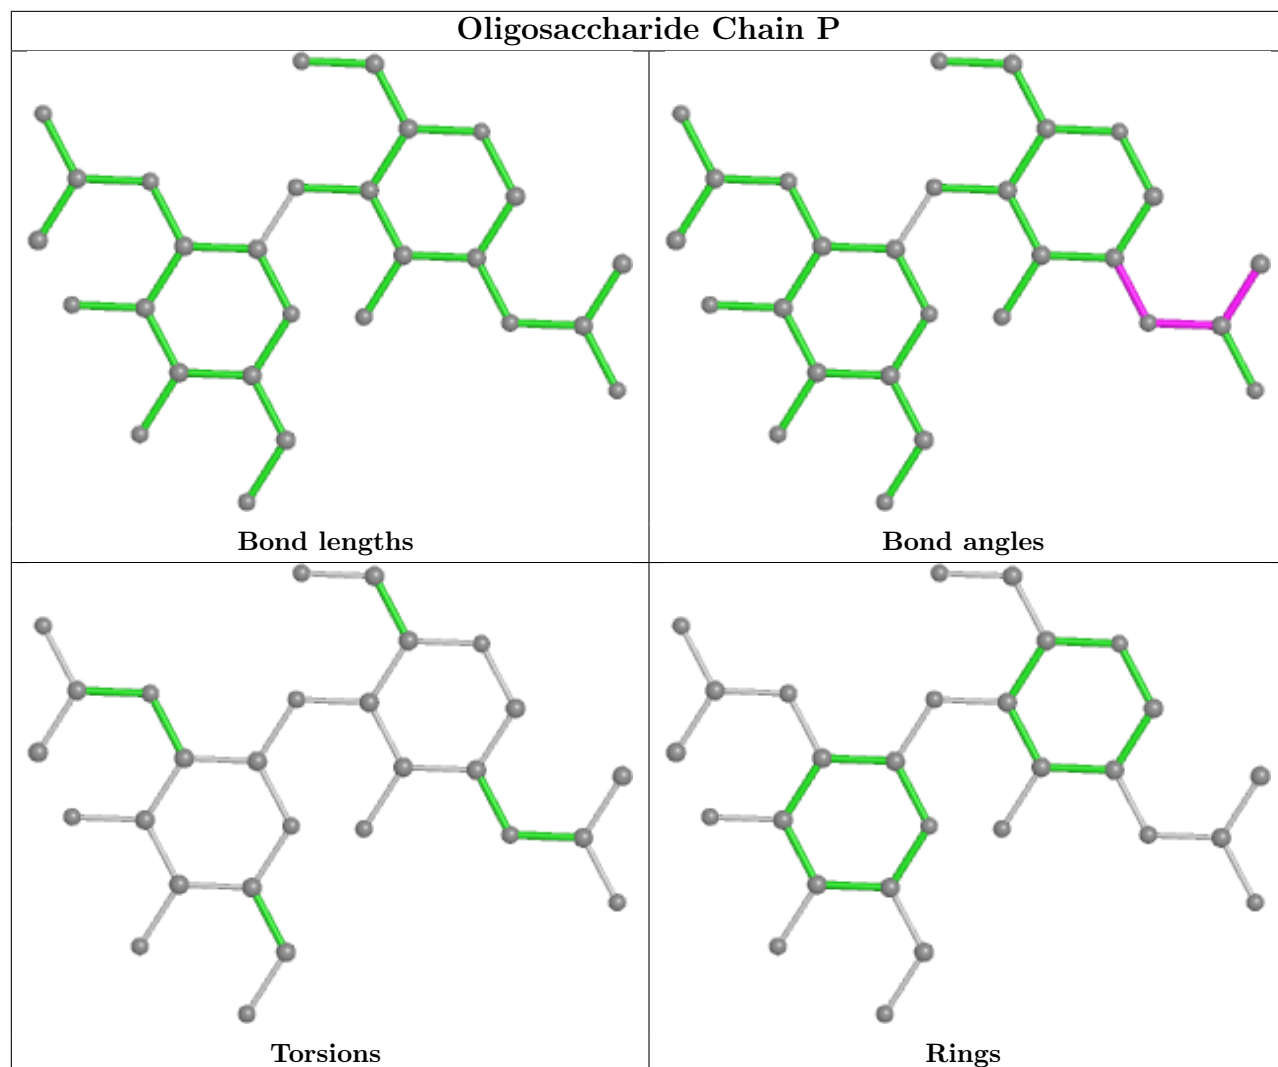 Oligosaccharide Chain P
Bond lengths
Bond angles
Torsions
Rings